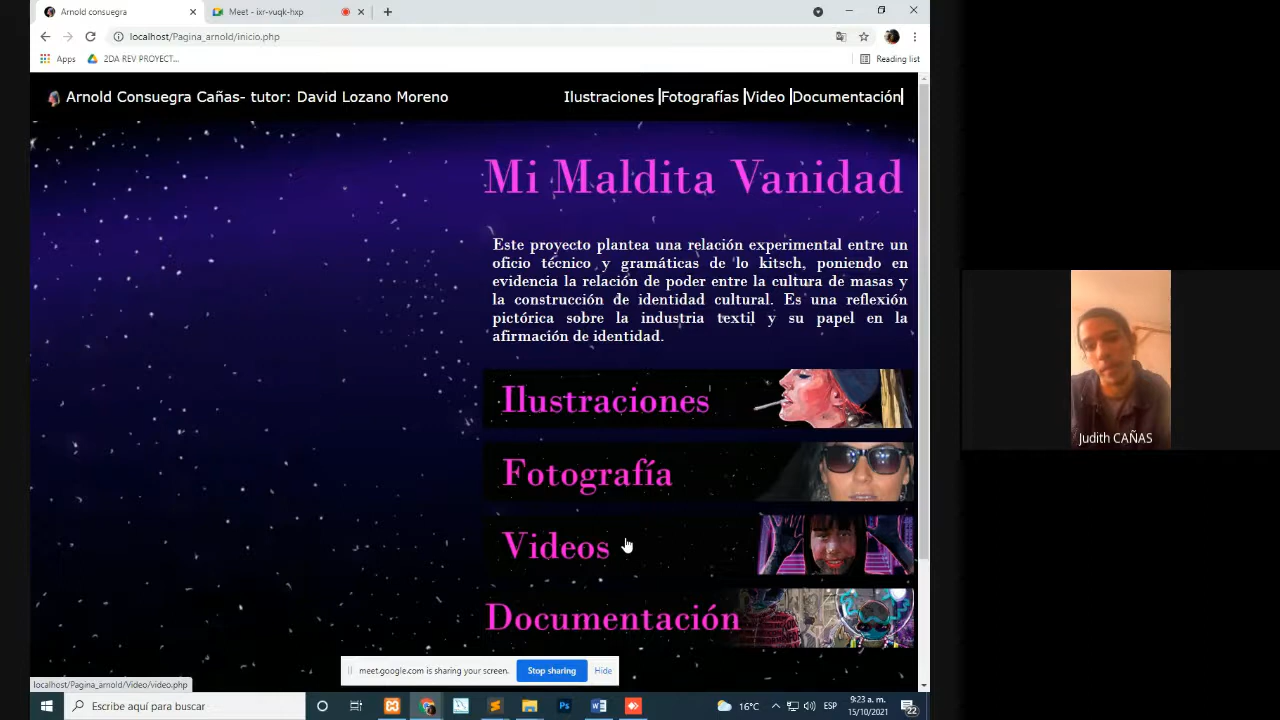 Arnold consuegra
Meet - ixr-vuqk-hxp
localhost/Pagina_arnold/inicio.php
Apps
2DA REV PROYECT...
Reading list
Arnold Consuegra Cañas- tutor: David Lozano Moreno
Ilustraciones |Fotografías |Video |Documentación|
Mi Maldita Vanidad
Este proyecto plantea una relación experimental entre un
oficio técnico y gramáticas de lo kitsch, poniendo en
evidencia la relación de poder entre la cultura de masas y
la construcción de identidad cultural. Es una reflexión
pictórica sobre la industria textil y su papel en la
afirmación de identidad.
Ilustraciones
Fotografía
Videos
Documentación
Judith CAÑAS
meet.google.com is sharing your screen.
Stop sharing
Hide
localhost/Pagina_arnold/Video/video.php
Escribe aquí para buscar
16°C
ESP
9:23 a. m.
15/10/2021
22